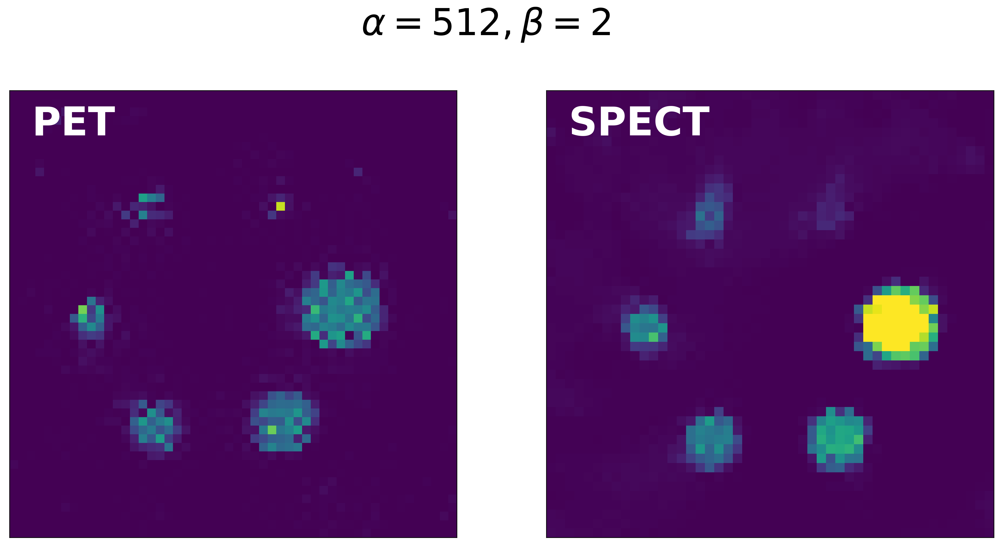 α = 512, β = 2
PET
SPECT